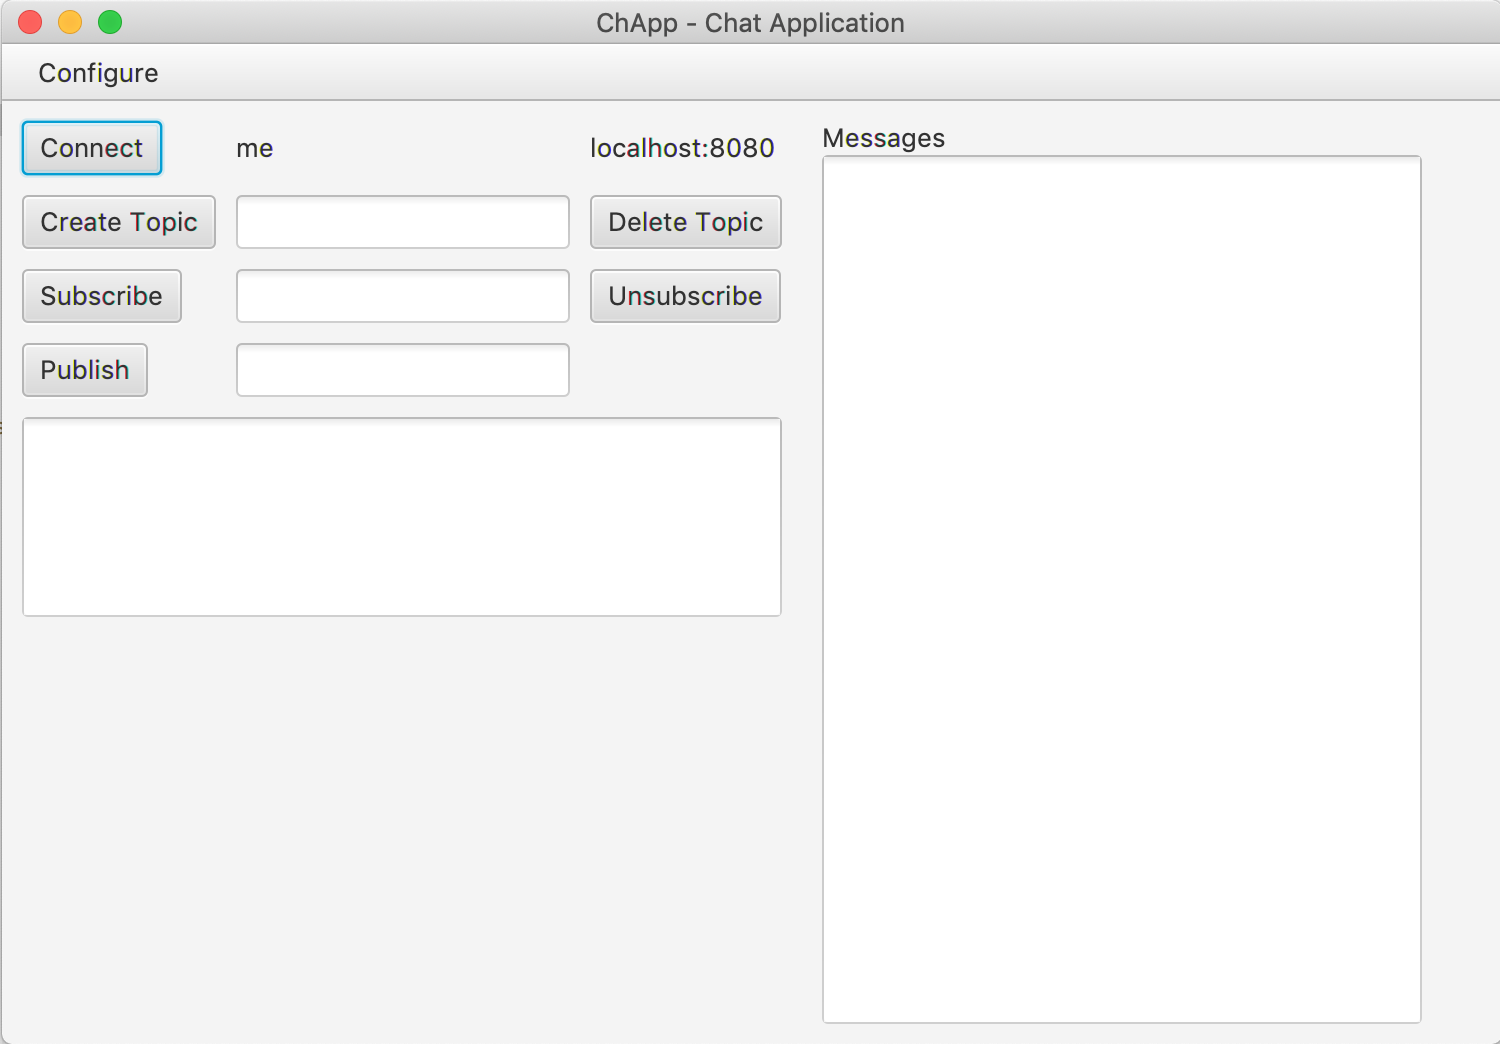 ChApp - Chat Application
Configure
Connect me localhost:8080
Create Topic Delete Topic
Subscribe Unsubscribe
Publish
Messages